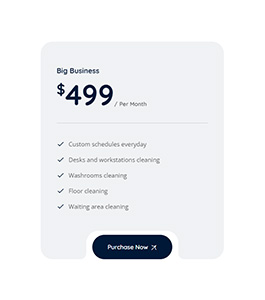 Big Business
$499 / Per Month
Custom schedules everyday
Desks and workstations cleaning
Washrooms cleaning
Floor cleaning
Waiting area cleaning
Purchase Now